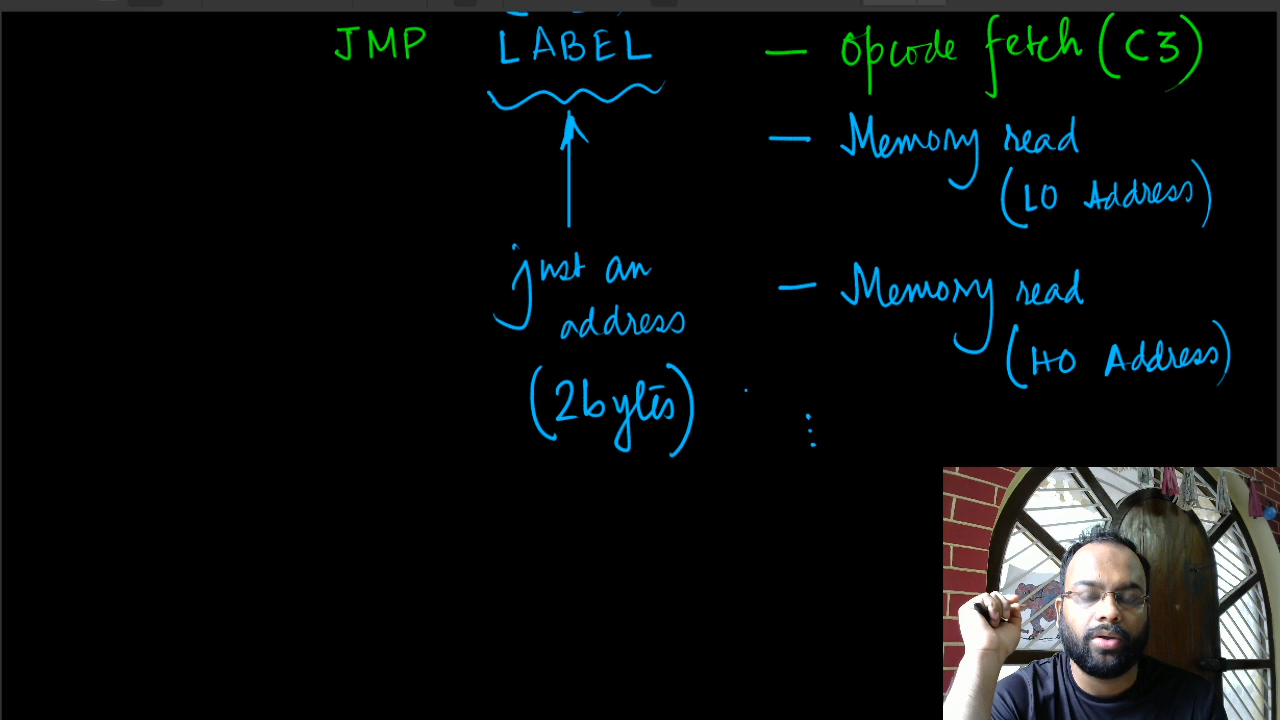 JMP LABEL — Opcode fetch (C3)
— Memory read
(LO Address)
just an
address
(2bytes)
— Memory read
(HO Address)
⋮